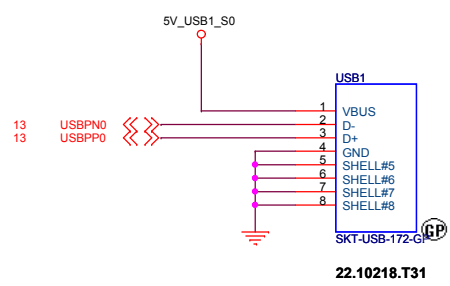 5V_USB1_S0
USB1
1 VBUS
13 USBPN0 2 D-
13 USBPP0 3 D+
4 GND
5 SHELL#5
6 SHELL#6
7 SHELL#7
8 SHELL#8
GP
SKT-USB-172-GP
22.10218.T31